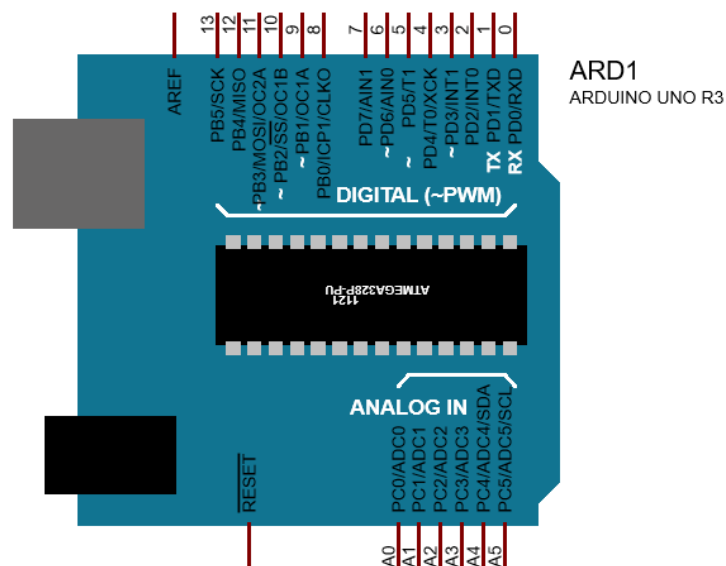 13
12
11
10
9
8
7
6
5
4
3
2
1
0
ARD1
ARDUINO UNO R3
AREF
PB5/SCK
PB4/MISO
~PB3/MOSI/OC2A
~PB2/SS/OC1B
~PB1/OC1A
PB0/ICP1/CLKO
PD7/AIN1
~PD6/AIN0
~PD5/T1
PD4/T0/XCK
~PD3/INT1
PD2/INT0
TX PD1/TXD
RX PD0/RXD
DIGITAL (~PWM)
ATMEGA328P-PU
1121
ANALOG IN
RESET
PC0/ADC0
PC1/ADC1
PC2/ADC2
PC3/ADC3
PC4/ADC4/SDA
PC5/ADC5/SCL
A0
A1
A2
A3
A4
A5